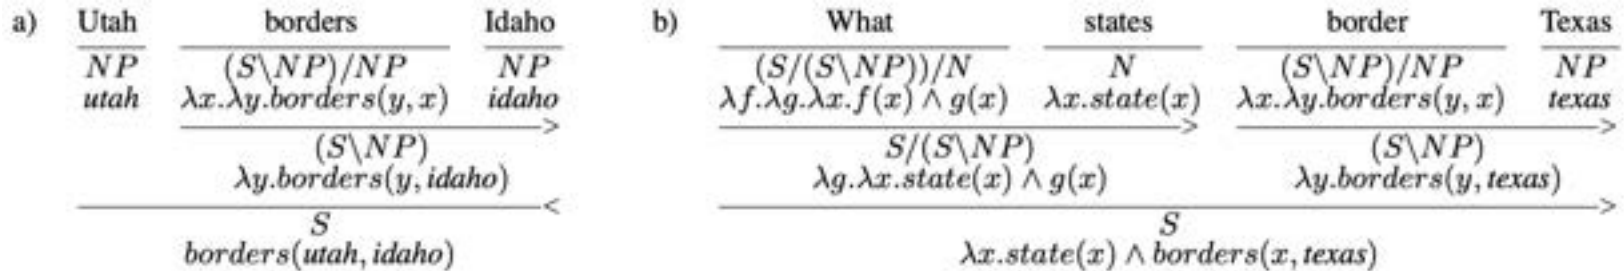 a) Utah borders Idaho b) What states border Texas
NP (S\NP)/NP NP (S/(S\NP))/N N (S\NP)/NP NP
utah λx.λy.borders(y, x) idaho λf.λg.λx.f(x) ∧ g(x) λx.state(x) λx.λy.borders(y, x) texas
> > >
(S\NP) S/(S\NP) (S\NP)
λy.borders(y, idaho) λg.λx.state(x) ∧ g(x) λy.borders(y, texas)
< >
S S
borders(utah, idaho) λx.state(x) ∧ borders(x, texas)